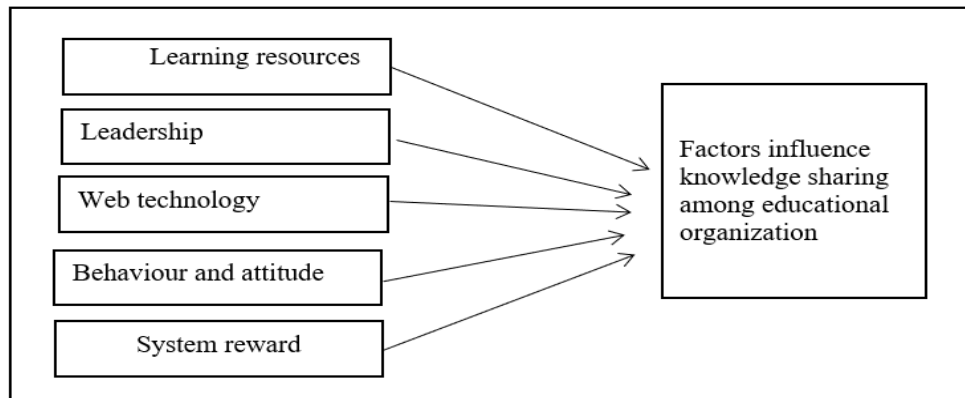 Learning resources
Leadership
Web technology
Behaviour and attitude
System reward
Factors influence
knowledge sharing
among educational
organization